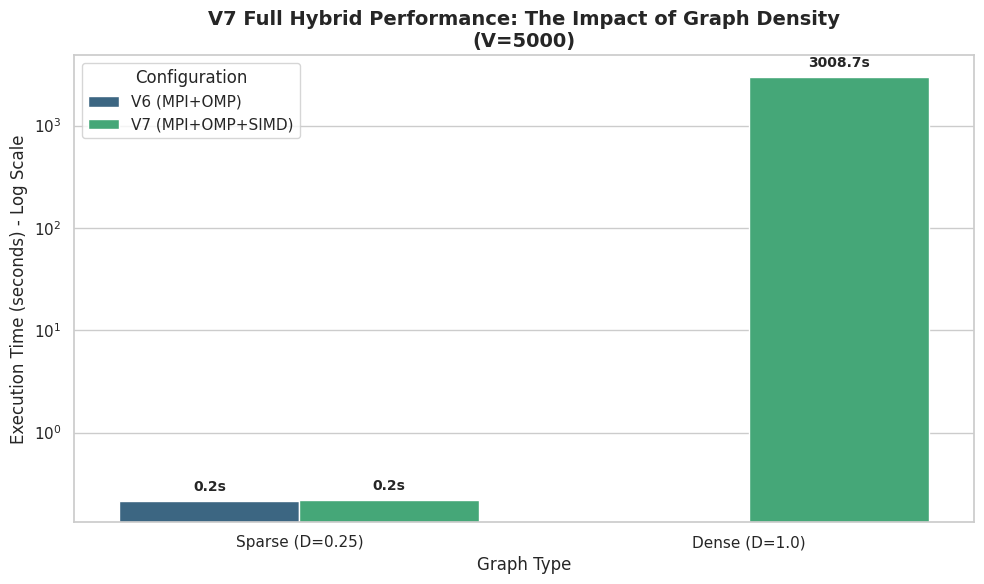 V7 Full Hybrid Performance: The Impact of Graph Density
(V=5000)
Configuration
V6 (MPI+OMP)
V7 (MPI+OMP+SIMD)
3008.7s
0.2s
0.2s
Execution Time (seconds) - Log Scale
10³
10²
10¹
10⁰
Sparse (D=0.25)
Dense (D=1.0)
Graph Type